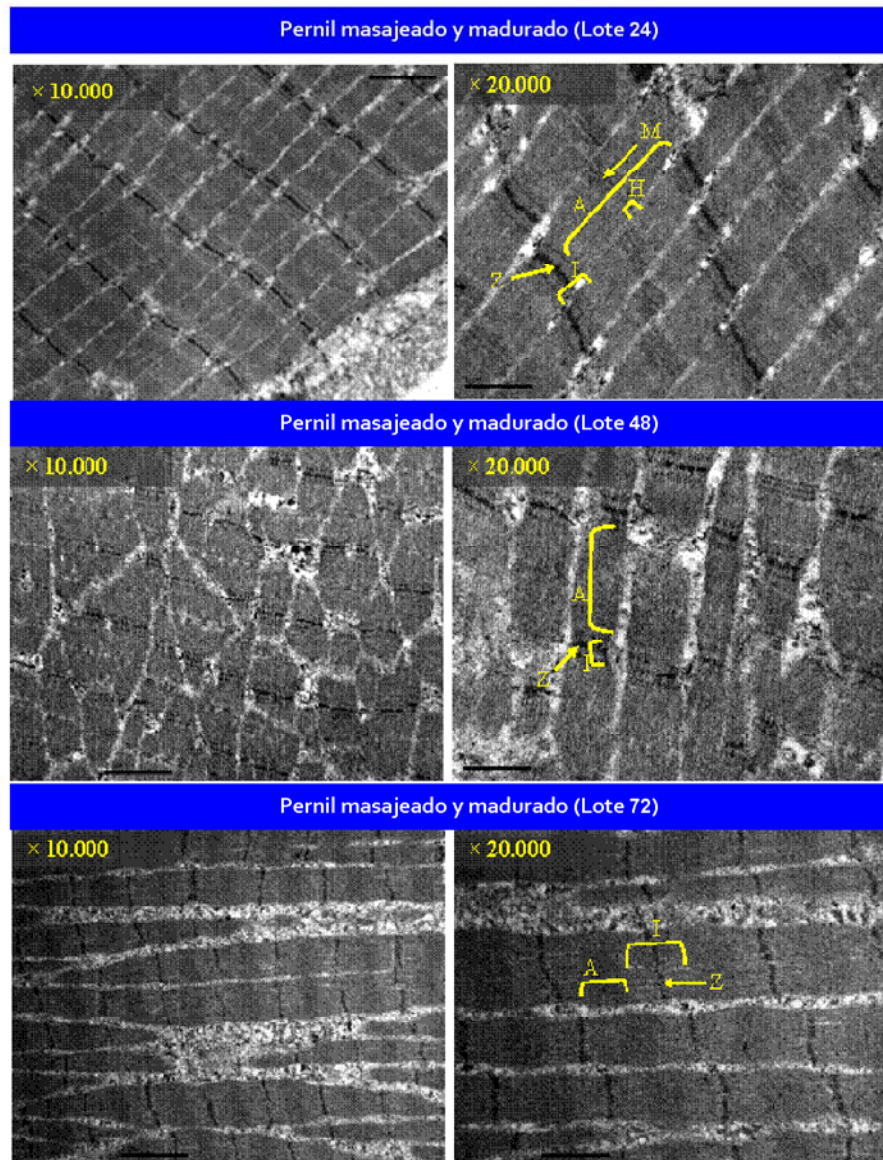 Pernil masajeado y madurado (Lote 24)
× 10.000
× 20.000
M
H
A
I
Z
Pernil masajeado y madurado (Lote 48)
× 10.000
× 20.000
A
Z
I
Pernil masajeado y madurado (Lote 72)
× 10.000
× 20.000
I
A
Z